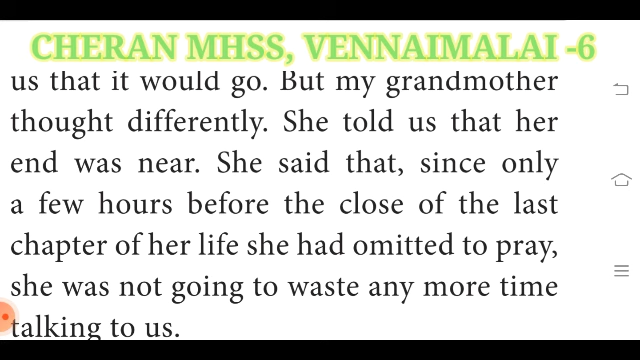 CHERAN MHSS, VENNAIMALAI -6
us that it would go. But my grandmother
thought differently. She told us that her
end was near. She said that, since only
a few hours before the close of the last
chapter of her life she had omitted to pray,
she was not going to waste any more time
talking to us.